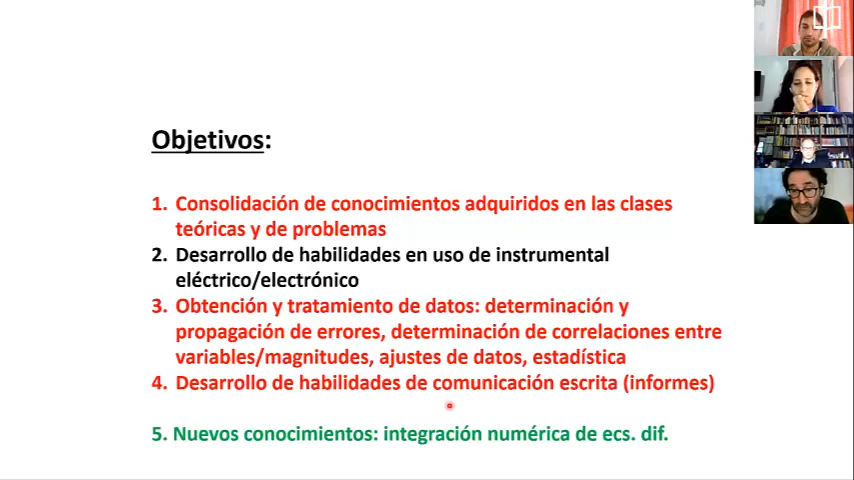 Objetivos:
1. Consolidación de conocimientos adquiridos en las clases
teóricas y de problemas
2. Desarrollo de habilidades en uso de instrumental
eléctrico/electrónico
3. Obtención y tratamiento de datos: determinación y
propagación de errores, determinación de correlaciones entre
variables/magnitudes, ajustes de datos, estadística
4. Desarrollo de habilidades de comunicación escrita (informes)
5. Nuevos conocimientos: integración numérica de ecs. dif.